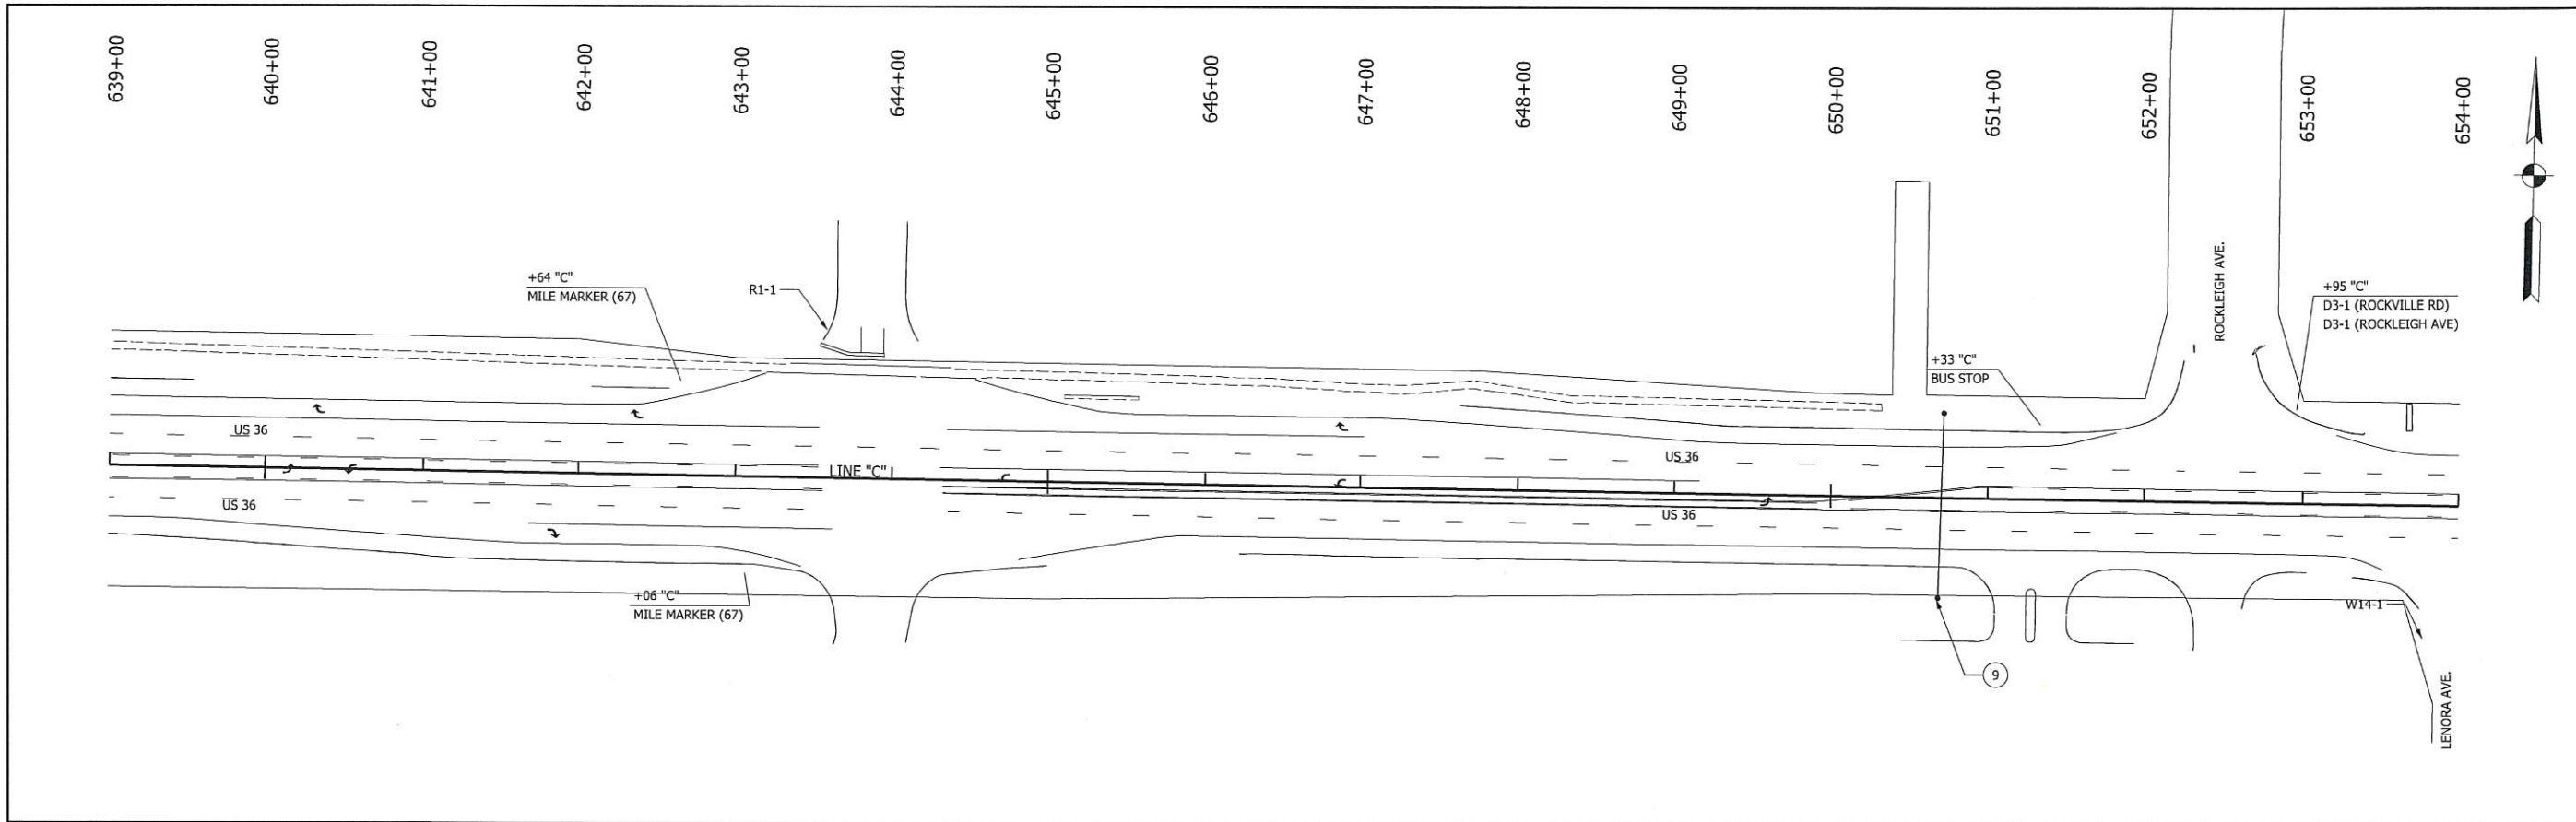 639+00
640+00
641+00
642+00
643+00
644+00
645+00
646+00
647+00
648+00
649+00
650+00
651+00
652+00
653+00
654+00
ROCKLEIGH AVE.
+64 "C"
MILE MARKER (67)
R1-1
+95 "C"
D3-1 (ROCKVILLE RD)
D3-1 (ROCKLEIGH AVE)
+33 "C"
BUS STOP
US 36
US 36
LINE "C"
US 36
US 36
+06 "C"
MILE MARKER (67)
W14-1
9
LENORA AVE.